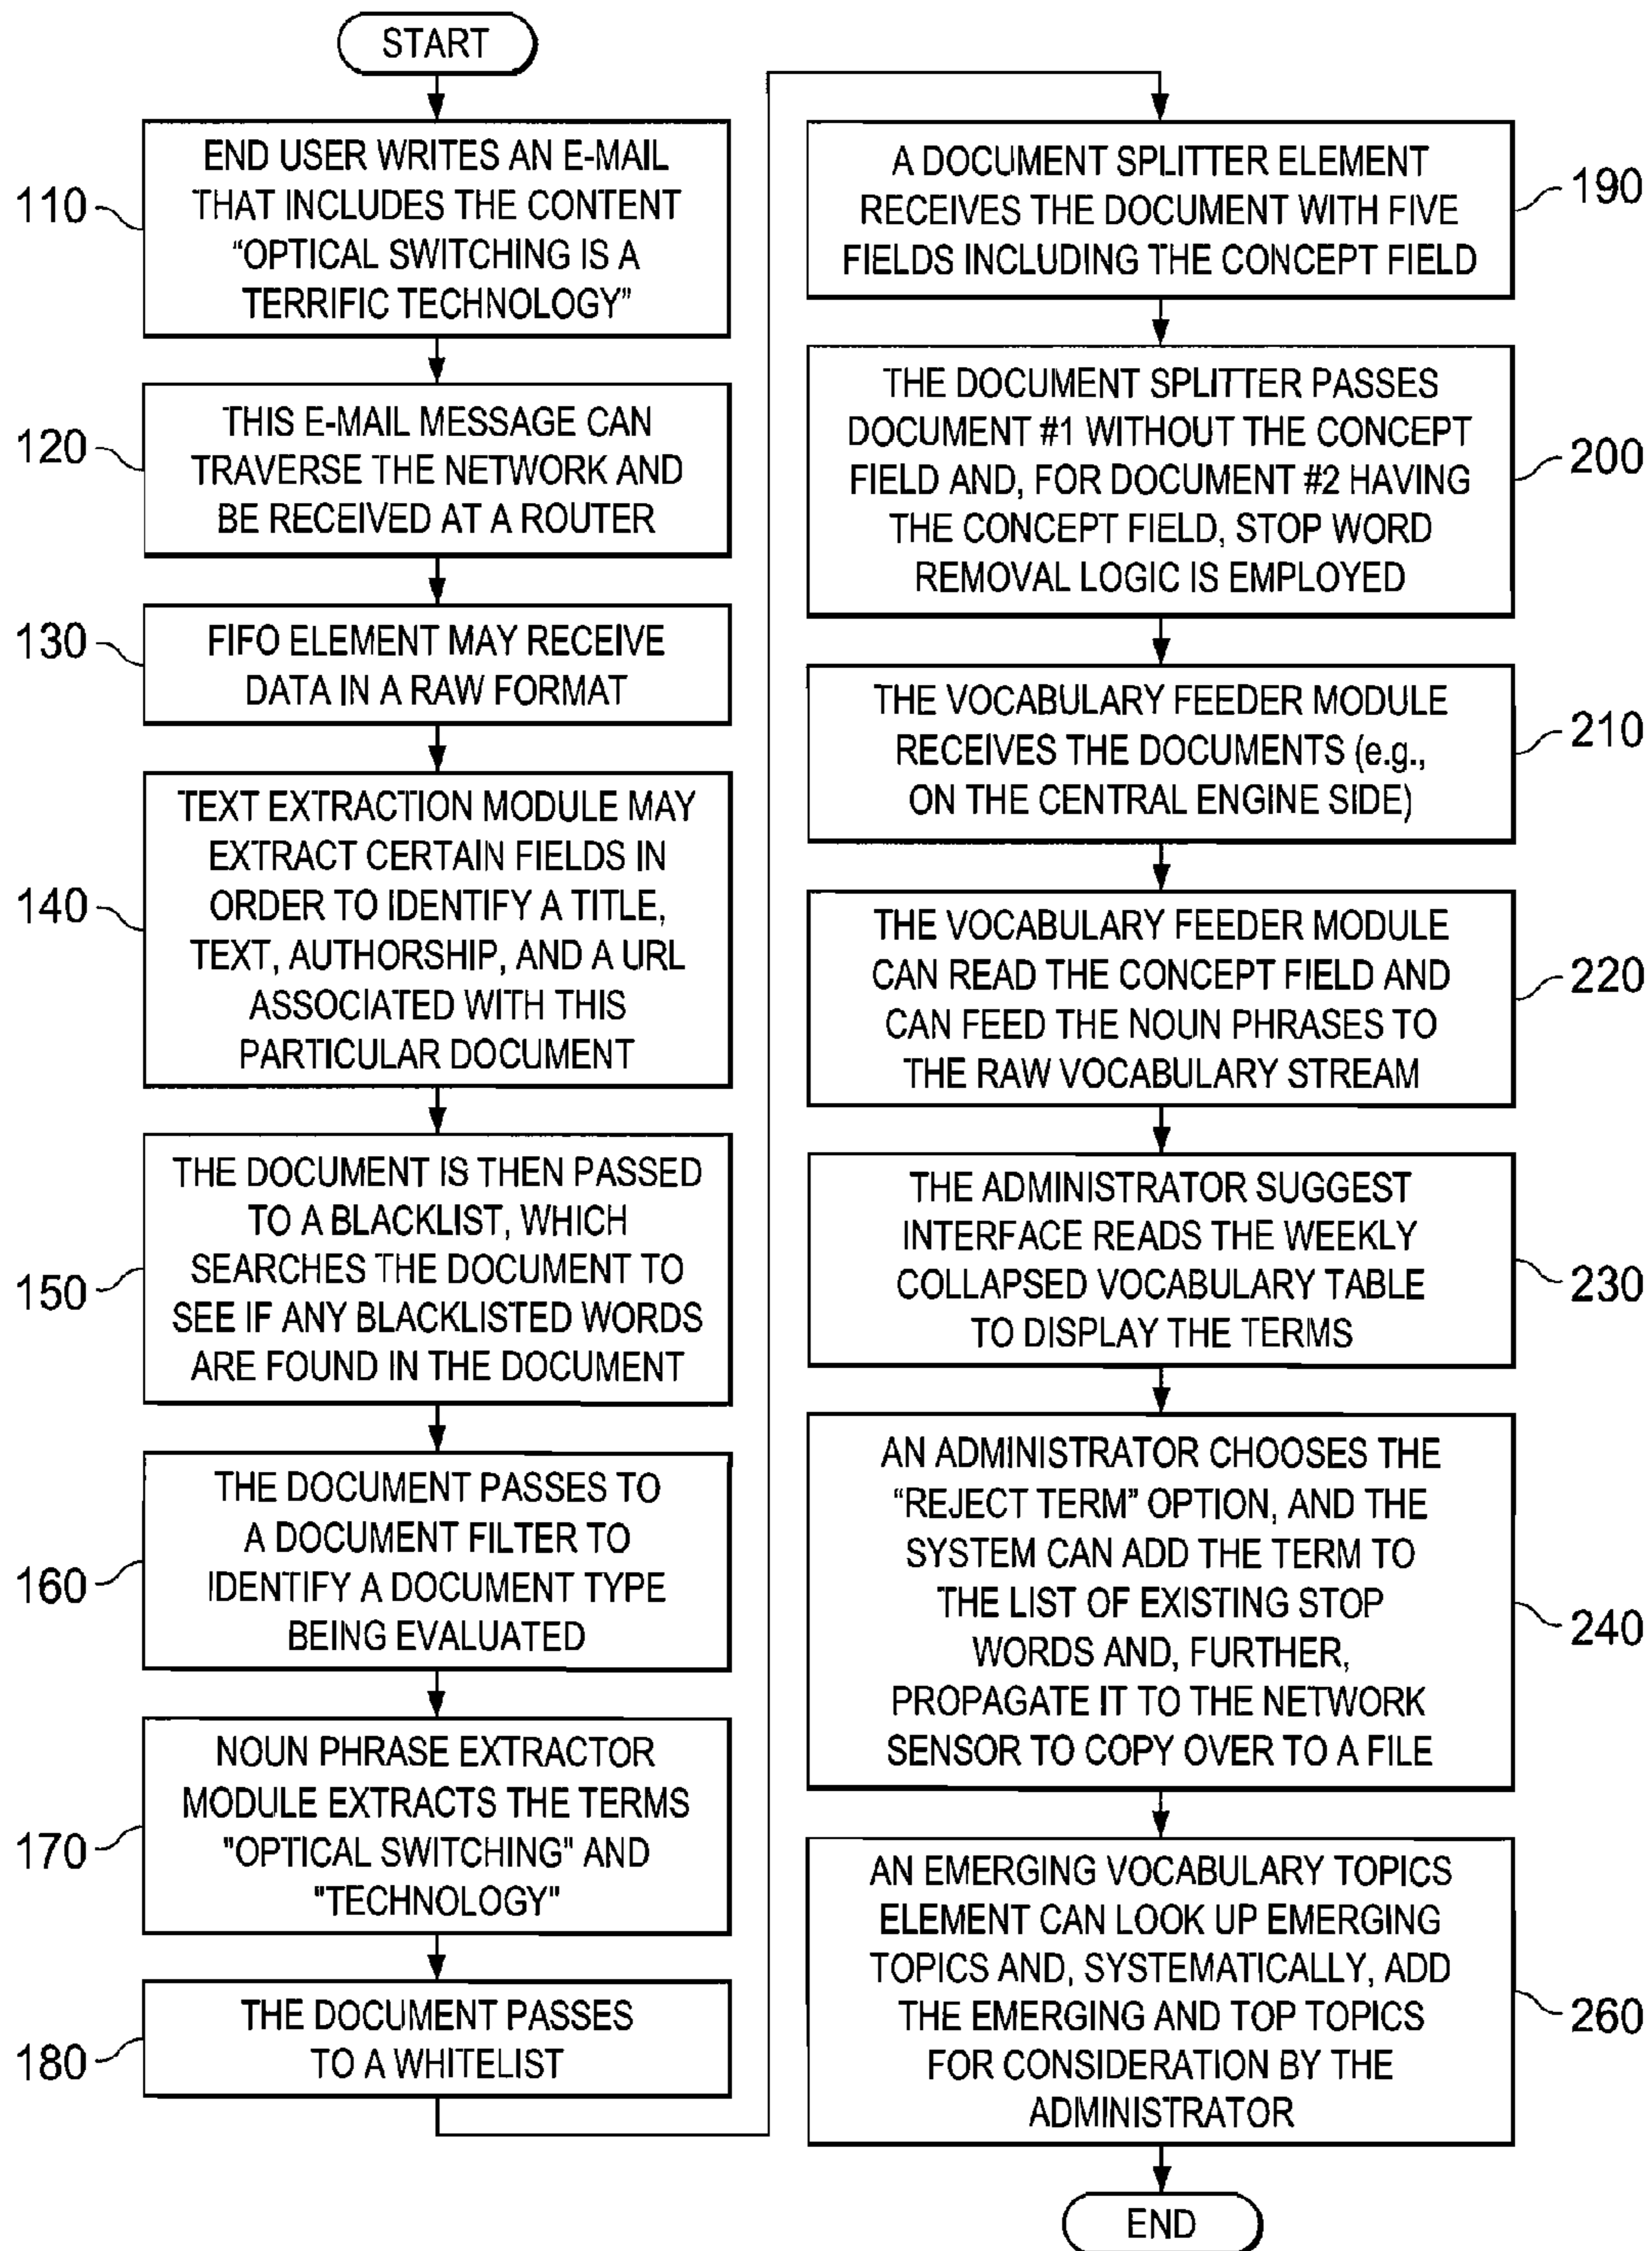 START
110
END USER WRITES AN E-MAIL
THAT INCLUDES THE CONTENT
“OPTICAL SWITCHING IS A
TERRIFIC TECHNOLOGY”
120
THIS E-MAIL MESSAGE CAN
TRAVERSE THE NETWORK AND
BE RECEIVED AT A ROUTER
130
FIFO ELEMENT MAY RECEIVE
DATA IN A RAW FORMAT
140
TEXT EXTRACTION MODULE MAY
EXTRACT CERTAIN FIELDS IN
ORDER TO IDENTIFY A TITLE,
TEXT, AUTHORSHIP, AND A URL
ASSOCIATED WITH THIS
PARTICULAR DOCUMENT
150
THE DOCUMENT IS THEN PASSED
TO A BLACKLIST, WHICH
SEARCHES THE DOCUMENT TO
SEE IF ANY BLACKLISTED WORDS
ARE FOUND IN THE DOCUMENT
160
THE DOCUMENT PASSES TO
A DOCUMENT FILTER TO
IDENTIFY A DOCUMENT TYPE
BEING EVALUATED
170
NOUN PHRASE EXTRACTOR
MODULE EXTRACTS THE TERMS
"OPTICAL SWITCHING" AND
"TECHNOLOGY"
180
THE DOCUMENT PASSES
TO A WHITELIST
A DOCUMENT SPLITTER ELEMENT
RECEIVES THE DOCUMENT WITH FIVE
FIELDS INCLUDING THE CONCEPT FIELD
190
THE DOCUMENT SPLITTER PASSES
DOCUMENT #1 WITHOUT THE CONCEPT
FIELD AND, FOR DOCUMENT #2 HAVING
THE CONCEPT FIELD, STOP WORD
REMOVAL LOGIC IS EMPLOYED
200
THE VOCABULARY FEEDER MODULE
RECEIVES THE DOCUMENTS (e.g.,
ON THE CENTRAL ENGINE SIDE)
210
THE VOCABULARY FEEDER MODULE
CAN READ THE CONCEPT FIELD AND
CAN FEED THE NOUN PHRASES TO
THE RAW VOCABULARY STREAM
220
THE ADMINISTRATOR SUGGEST
INTERFACE READS THE WEEKLY
COLLAPSED VOCABULARY TABLE
TO DISPLAY THE TERMS
230
AN ADMINISTRATOR CHOOSES THE
“REJECT TERM” OPTION, AND THE
SYSTEM CAN ADD THE TERM TO
THE LIST OF EXISTING STOP
WORDS AND, FURTHER,
PROPAGATE IT TO THE NETWORK
SENSOR TO COPY OVER TO A FILE
240
AN EMERGING VOCABULARY TOPICS
ELEMENT CAN LOOK UP EMERGING
TOPICS AND, SYSTEMATICALLY, ADD
THE EMERGING AND TOP TOPICS
FOR CONSIDERATION BY THE
ADMINISTRATOR
260
END